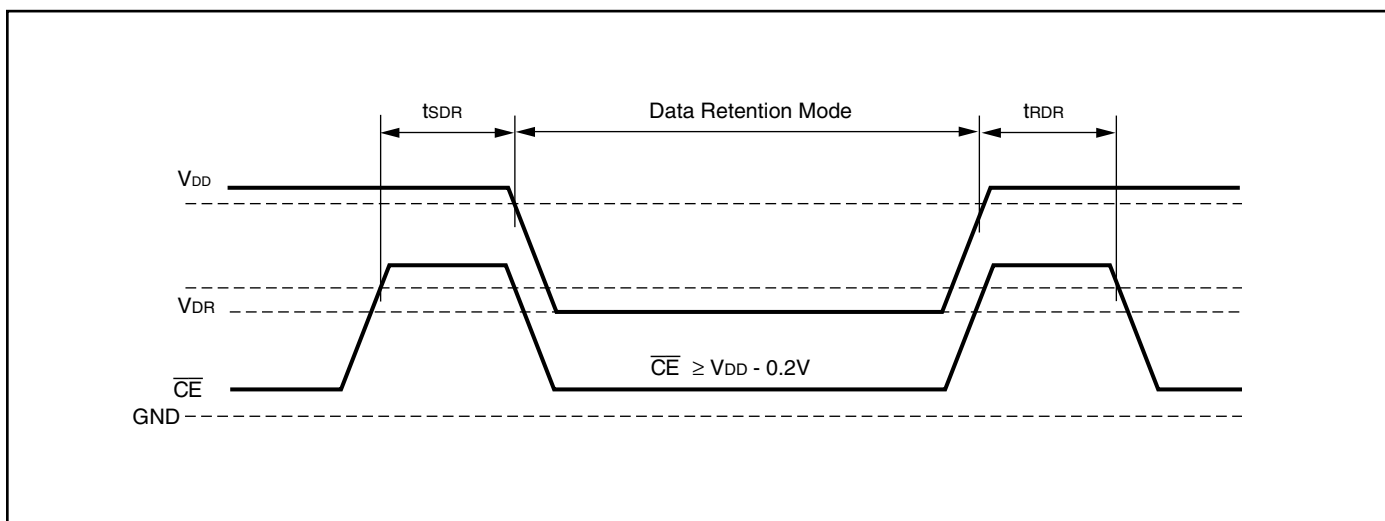 tSDR
Data Retention Mode
tRDR
VDD
VDR
CE ≥ VDD - 0.2V
CE
GND